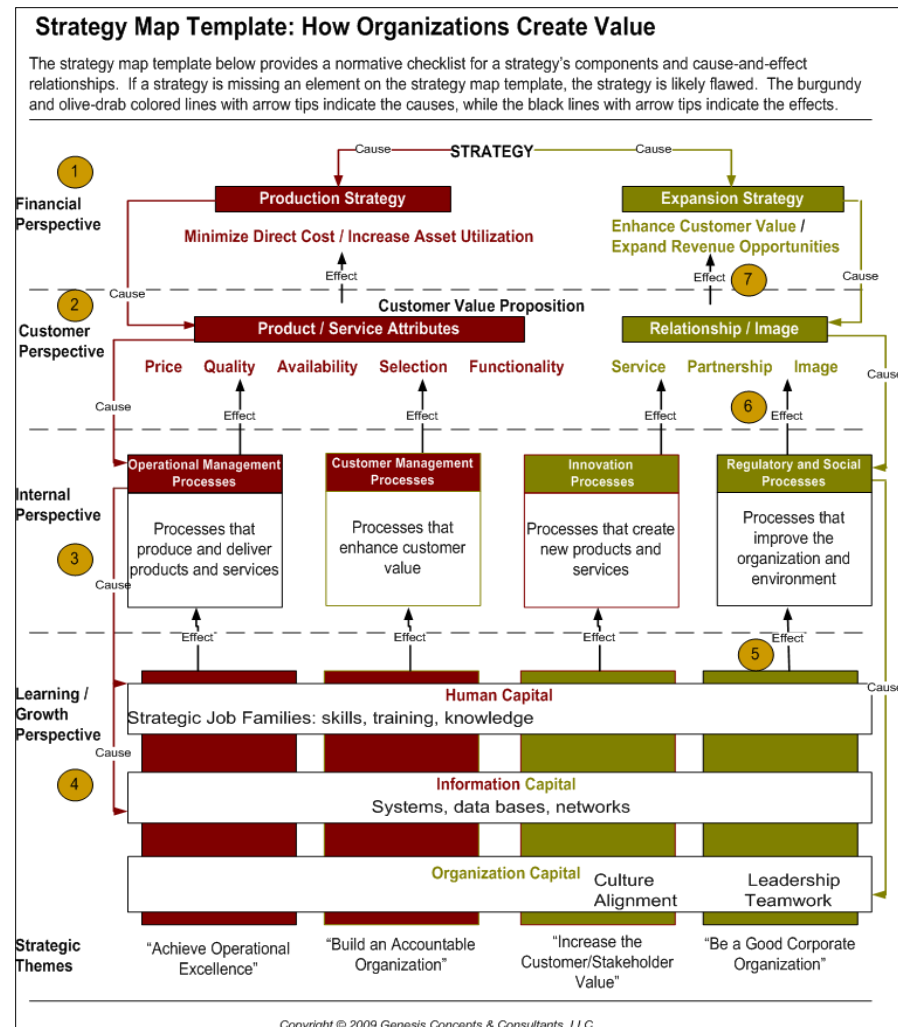 Strategy Map Template: How Organizations Create Value
The strategy map template below provides a normative checklist for a strategy's components and cause-and-effect
relationships. If a strategy is missing an element on the strategy map template, the strategy is likely flawed. The burgundy
and olive-drab colored lines with arrow tips indicate the causes, while the black lines with arrow tips indicate the effects.
Cause STRATEGY Cause
1
Financial
Perspective
Production Strategy
Expansion Strategy
Minimize Direct Cost / Increase Asset Utilization
Enhance Customer Value /
Expand Revenue Opportunities
Effect
Effect
7
Cause
Cause
2
Customer
Perspective
Customer Value Proposition
Product / Service Attributes
Relationship / Image
Price Quality Availability Selection Functionality
Service Partnership Image
Cause
Cause
Effect
Effect
Effect
Effect
6
Internal
Perspective
3
Operational Management
Processes
Processes that
produce and deliver
products and services
Customer Management
Processes
Processes that
enhance customer
value
Innovation
Processes
Processes that create
new products and
services
Regulatory and Social
Processes
Processes that
improve the
organization and
environment
Cause
Effect
Effect
Effect
Effect
5
Learning /
Growth
Perspective
4
Cause
Cause
Human Capital
Strategic Job Families: skills, training, knowledge
Information Capital
Systems, data bases, networks
Organization Capital
Culture
Alignment
Leadership
Teamwork
Strategic
Themes
"Achieve Operational
Excellence"
"Build an Accountable
Organization"
"Increase the
Customer/Stakeholder
Value"
"Be a Good Corporate
Organization"
Copyright © 2009 Genesis Concepts & Consultants, LLC